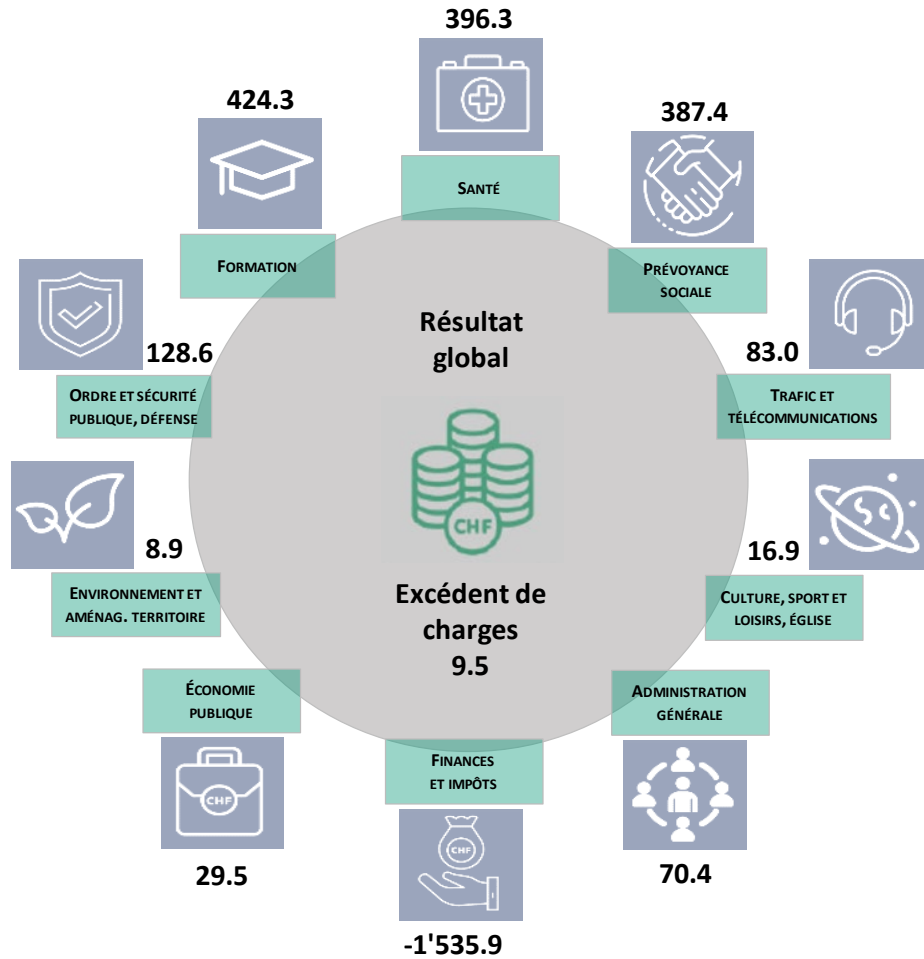 396.3
SANTÉ
424.3
FORMATION
387.4
PRÉVOYANCE
SOCIALE
128.6
ORDRE ET SÉCURITÉ
PUBLIQUE, DÉFENSE
83.0
TRAFIC ET
TÉLÉCOMMUNICATIONS
Résultat
global
CHF
Excédent de
charges
9.5
8.9
ENVIRONNEMENT ET
AMÉNAG. TERRITOIRE
16.9
CULTURE, SPORT ET
LOISIRS, ÉGLISE
ÉCONOMIE
PUBLIQUE
CHF
29.5
FINANCES
ET IMPÔTS
CHF
-1'535.9
ADMINISTRATION
GÉNÉRALE
70.4